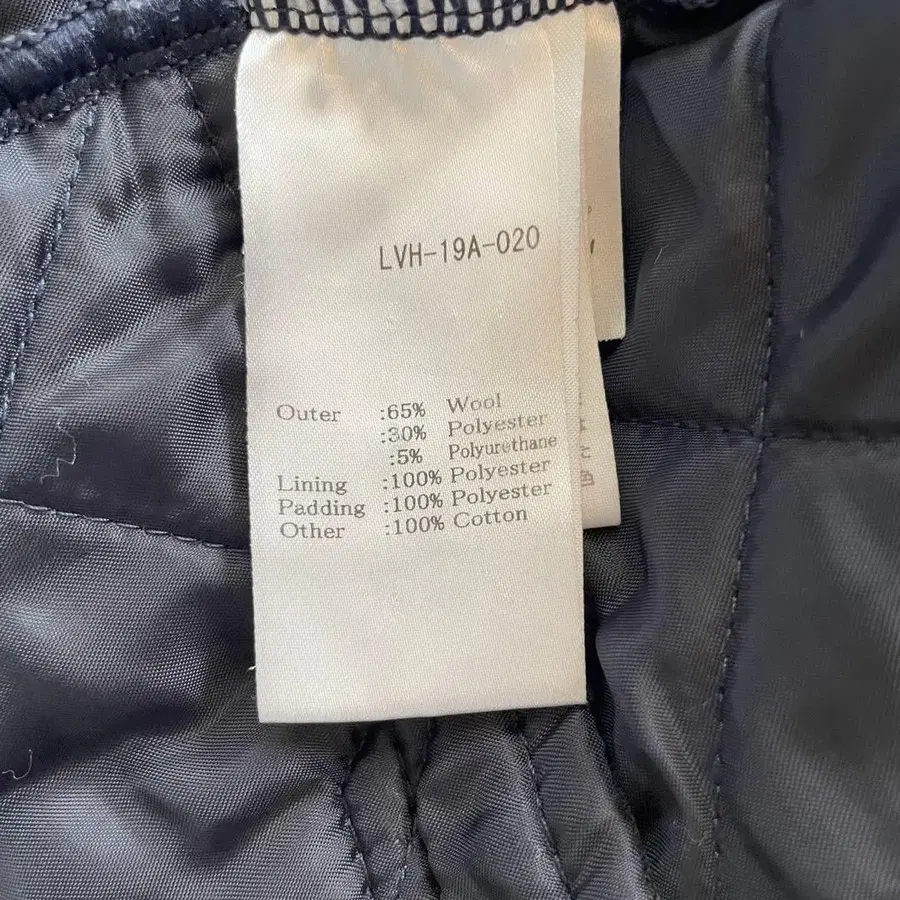 LVH-19A-020
Outer :65% Wool
:30% Polyester
:5% Polyurethane
Lining :100% Polyester
Padding :100% Polyester
Other :100% Cotton